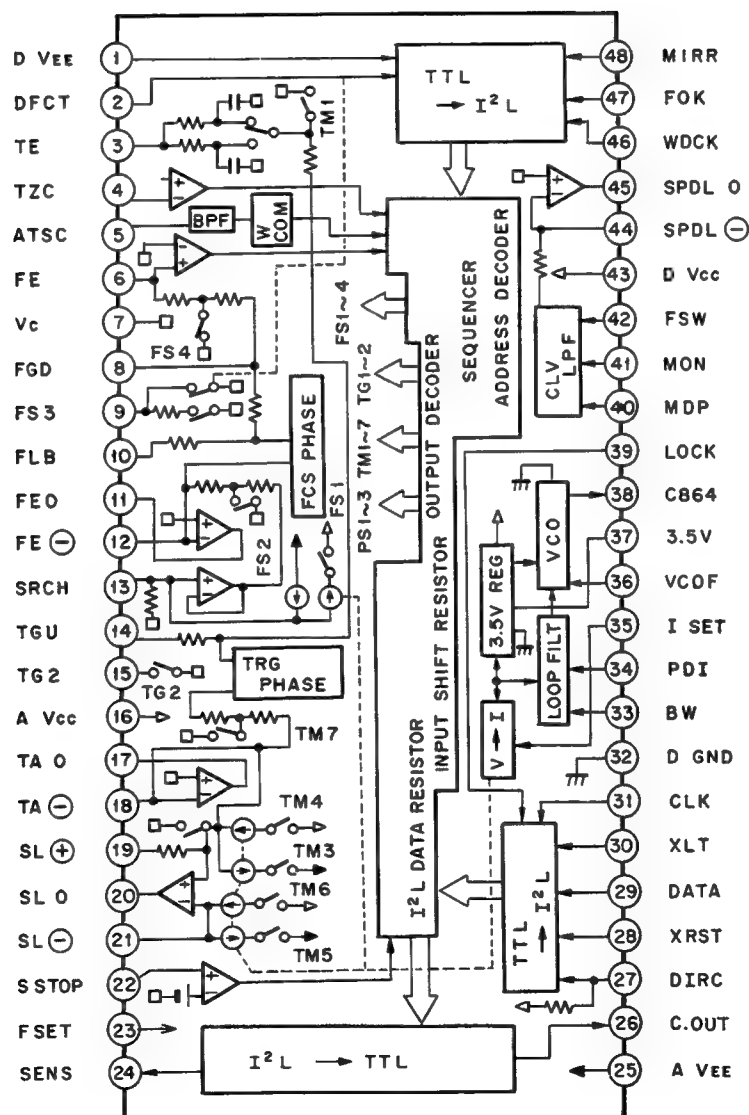 D VEE 1
DFCT 2
TE 3
TZC 4
ATSC 5
FE 6
Vc 7
FGD 8
FS3 9
FLB 10
FEO 11
FE ⊖ 12
SRCH 13
TGU 14
TG2 15
A Vcc 16
TA O 17
TA ⊖ 18
SL ⊕ 19
SL O 20
SL ⊖ 21
SSTOP 22
FSET 23
SENS 24
TM1
BPF
W COM
FS4
FS1~4
TG1~2
TM1~7
PS1~3
FCS PHASE
FS1
FS2
TG2
TRG
PHASE
TM7
TM4
TM3
TM6
TM5
TTL
→ I²L
SEQUENCER
ADDRESS DECODER
OUTPUT DECODER
INPUT SHIFT RESISTOR
I²L DATA RESISTOR
CLV
LPF
VCO
3.5V REG
LOOP FILT
V → I
TTL
→ I²L
I²L → TTL
48 MIRR
47 FOK
46 WDCK
45 SPDL O
44 SPDL ⊖
43 D Vcc
42 FSW
41 MON
40 MDP
39 LOCK
38 C864
37 3.5V
36 VCOF
35 I SET
34 PDI
33 BW
32 D GND
31 CLK
30 XLT
29 DATA
28 XRST
27 DIRC
26 C.OUT
25 A VEE